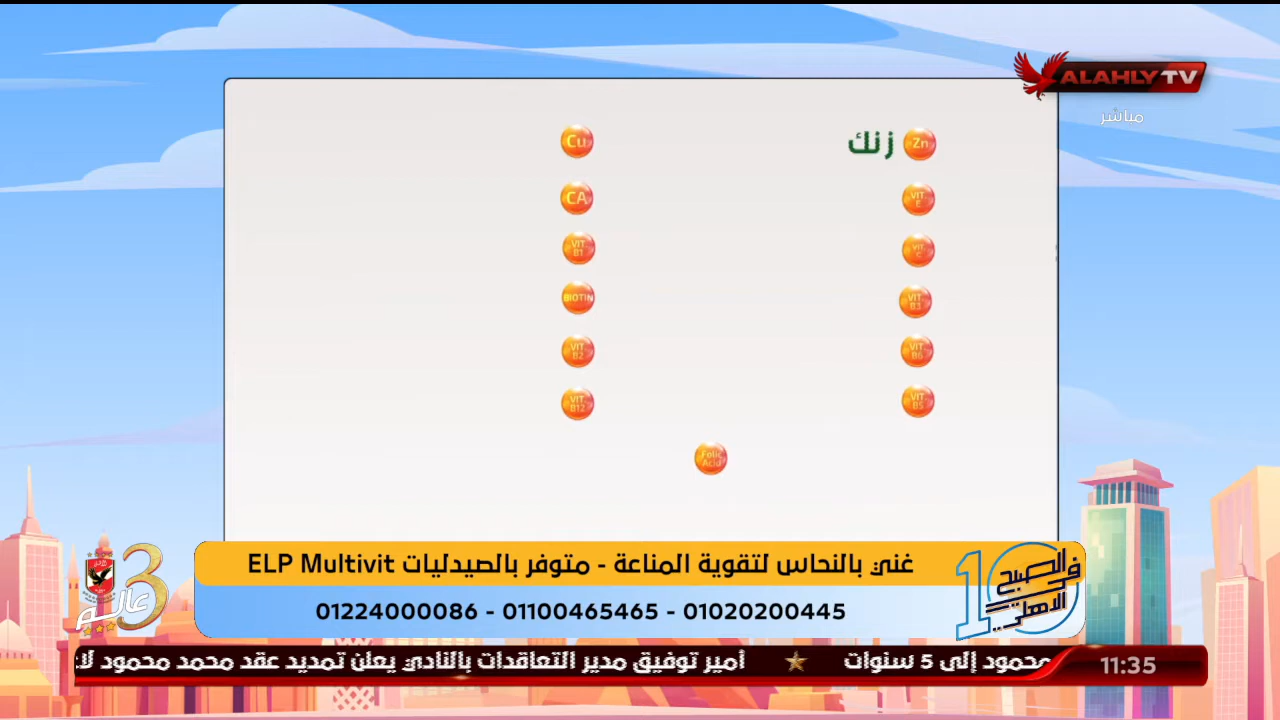 ALAHLY TV
مباشر
Cu
زنك Zn
CA
VIT E
VIT B1
VIT C
BIOTIN
VIT B3
VIT B2
VIT B6
VIT B12
VIT B5
Folic Acid
غني بالنحاس لتقوية المناعة - متوفر بالصيدليات ELP Multivit
01224000086 - 01100465465 - 01020200445
10 الصبح في الأهلي
3 عالم
محمود إلى 5 سنوات ★ أمير توفيق مدير التعاقدات بالنادي يعلن تمديد عقد محمد محمود لاع
11:35